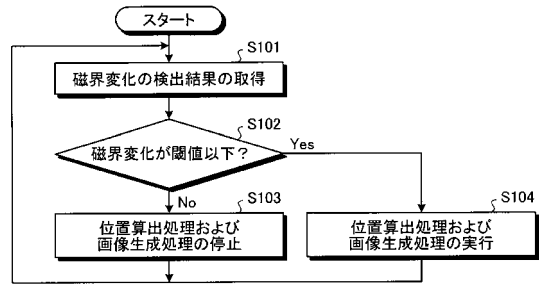 スタート
S101
磁界変化の検出結果の取得
S102
磁界変化が閾値以下？
Yes
No
S103
位置算出処理および
画像生成処理の停止
S104
位置算出処理および
画像生成処理の実行